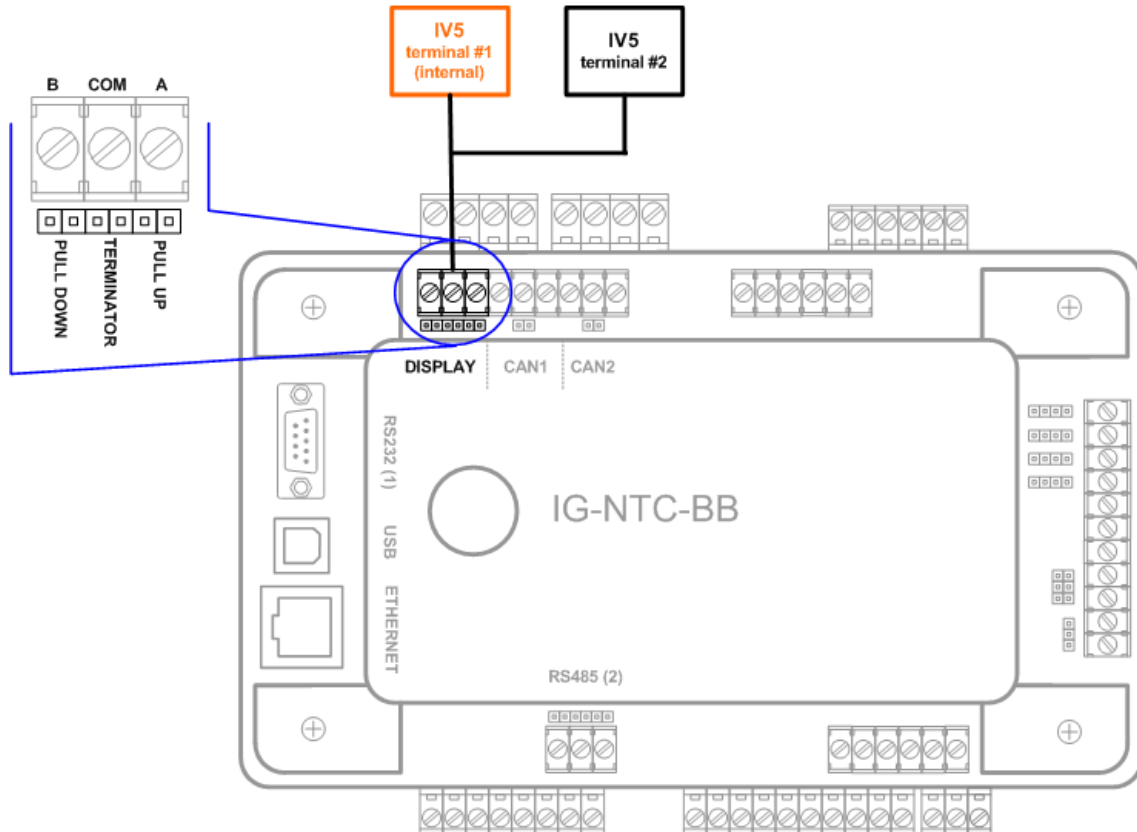 IV5
terminal #1
(internal)
IV5
terminal #2
B COM A
PULL DOWN
TERMINATOR
PULL UP
DISPLAY CAN1 CAN2
RS232 (1)
USB
ETHERNET
IG-NTC-BB
RS485 (2)